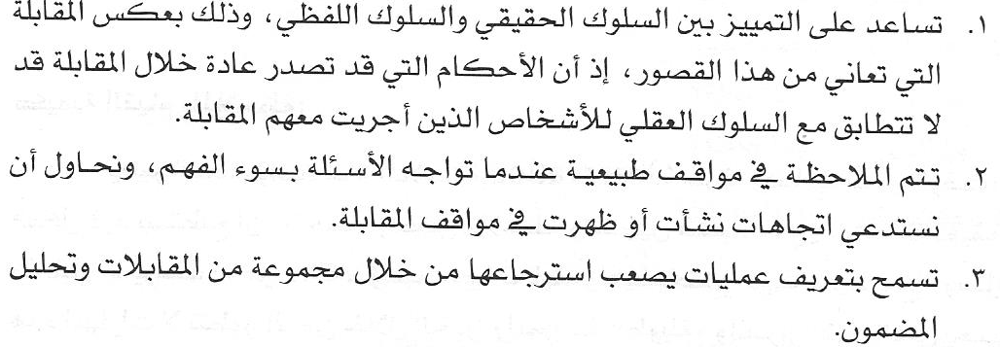 ١. تساعد على التمييز بين السلوك الحقيقي والسلوك اللفظي، وذلك بعكس المقابلة
التي تعاني من هذا القصور، إذ أن الأحكام التي قد تصدر عادة خلال المقابلة قد
لا تتطابق مع السلوك العقلي للأشخاص الذين أجريت معهم المقابلة.
٢. تتم الملاحظة في مواقف طبيعية عندما تواجه الأسئلة بسوء الفهم، ونحاول أن
نستدعي اتجاهات نشأت أو ظهرت في مواقف المقابلة.
٣. تسمح بتعريف عمليات يصعب استرجاعها من خلال مجموعة من المقابلات وتحليل
المضمون.